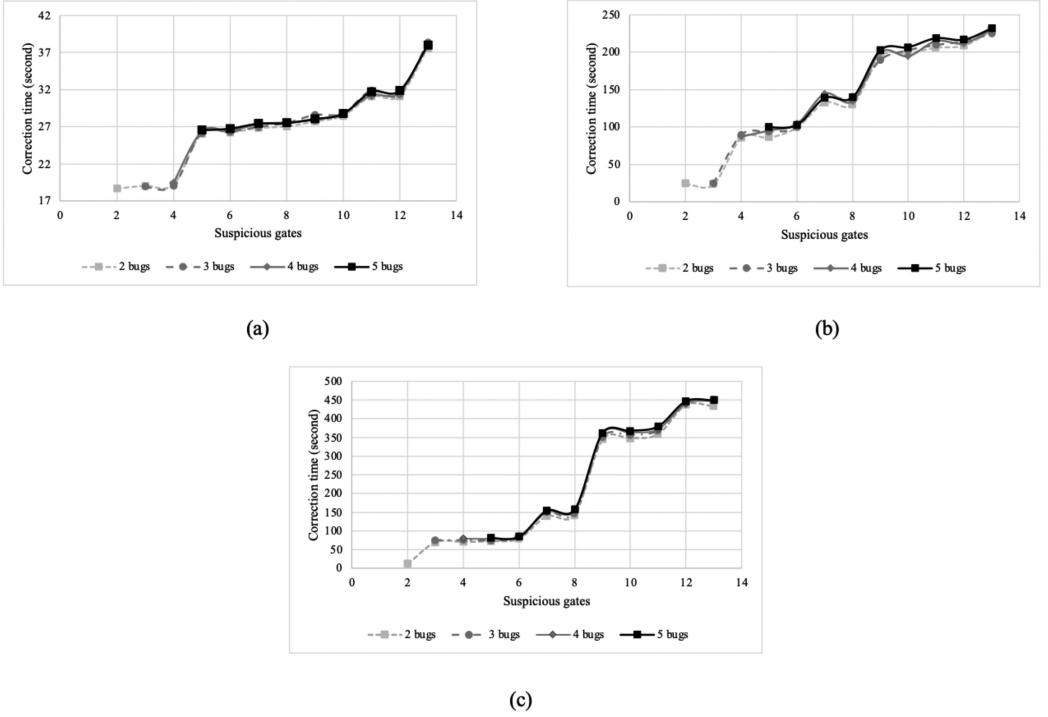 42
37
32
27
22
17
Correction time (second)
0 2 4 6 8 10 12 14
Suspicious gates
2 bugs 3 bugs 4 bugs 5 bugs
(a)
250
200
150
100
50
0
Correction time (second)
0 2 4 6 8 10 12 14
Suspicious gates
2 bugs 3 bugs 4 bugs 5 bugs
(b)
500
450
400
350
300
250
200
150
100
50
0
Correction time (second)
0 2 4 6 8 10 12 14
Suspicious gates
2 bugs 3 bugs 4 bugs 5 bugs
(c)